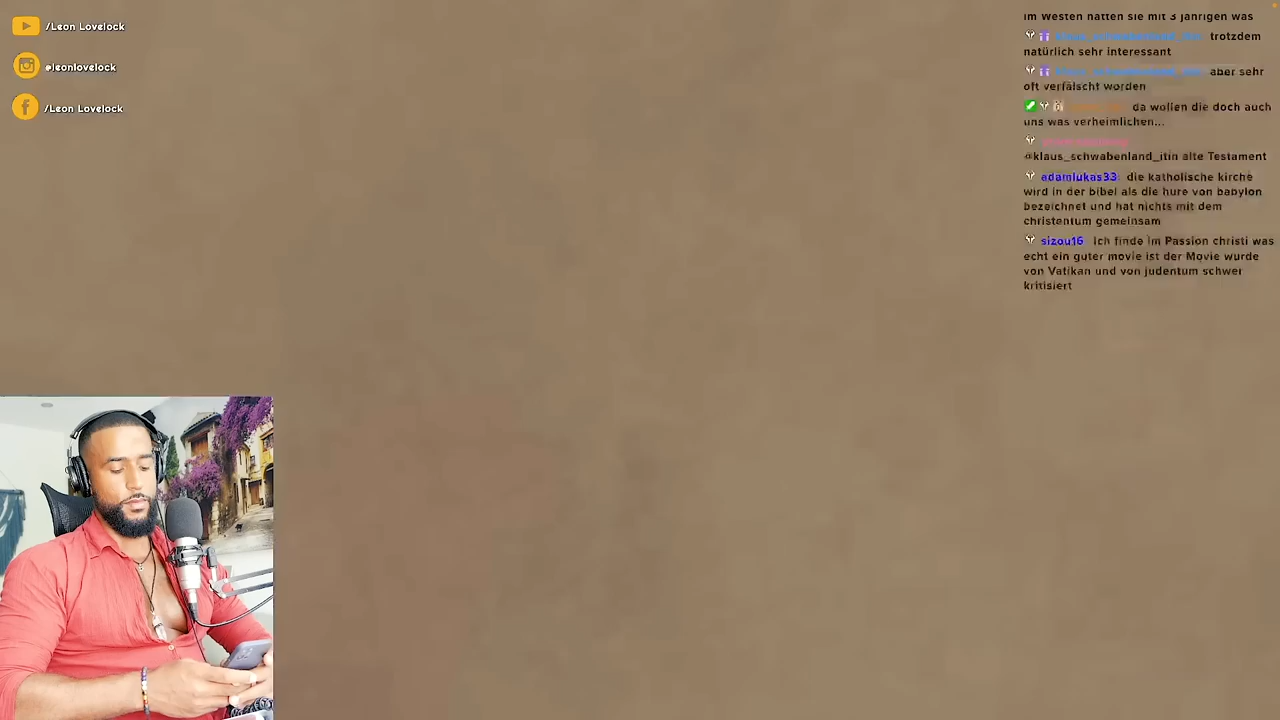 /Leon Lovelock
@leonlovelock
/Leon Lovelock
im Westen hatten sie mit 3 jährigen was
trotzdem
natürlich sehr interessant
aber sehr
oft verfälscht worden
da wollen die doch auch
uns was verheimlichen...
@klaus_schwabenland_itin alte Testament
adamlukas33: die katholische kirche
wird in der bibel als die hure von babylon
bezeichnet und hat nichts mit dem
christentum gemeinsam
sizou16: Ich finde im Passion christi was
echt ein guter movie ist der Movie wurde
von Vatikan und von judentum schwer
kritisiert